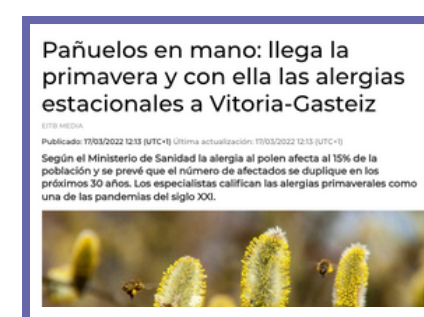 Pañuelos en mano: llega la
primavera y con ella las alergias
estacionales a Vitoria-Gasteiz
EITB MEDIA
Publicado: 17/03/2022 12:13 (UTC+1) Última actualización: 17/03/2022 12:13 (UTC+1)
Según el Ministerio de Sanidad la alergia al polen afecta al 15% de la
población y se prevé que el número de afectados se duplique en los
próximos 30 años. Los especialistas califican las alergias primaverales como
una de las pandemias del siglo XXI.